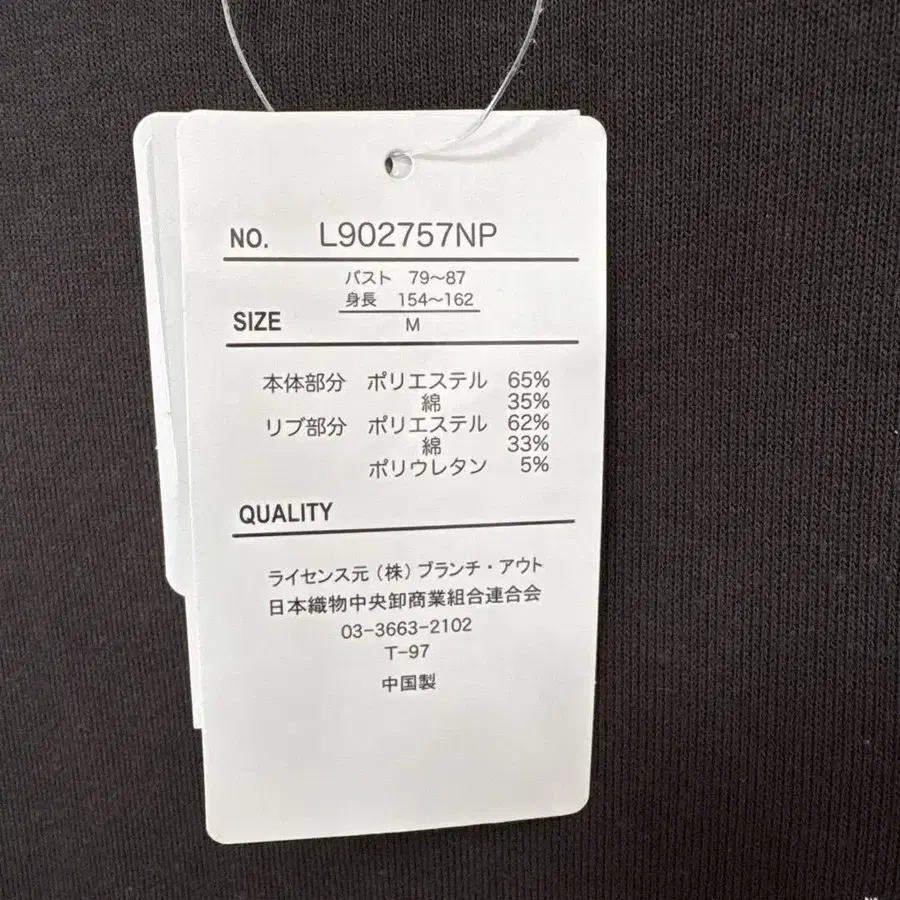 NO. L902757NP
バスト 79〜87
身長 154〜162
SIZE
M
本体部分 ポリエステル 65%
綿 35%
リブ部分 ポリエステル 62%
綿 33%
ポリウレタン 5%
QUALITY
ライセンス元(株)ブランチ・アウト
日本織物中央卸商業組合連合会
03-3663-2102
T-97
中国製